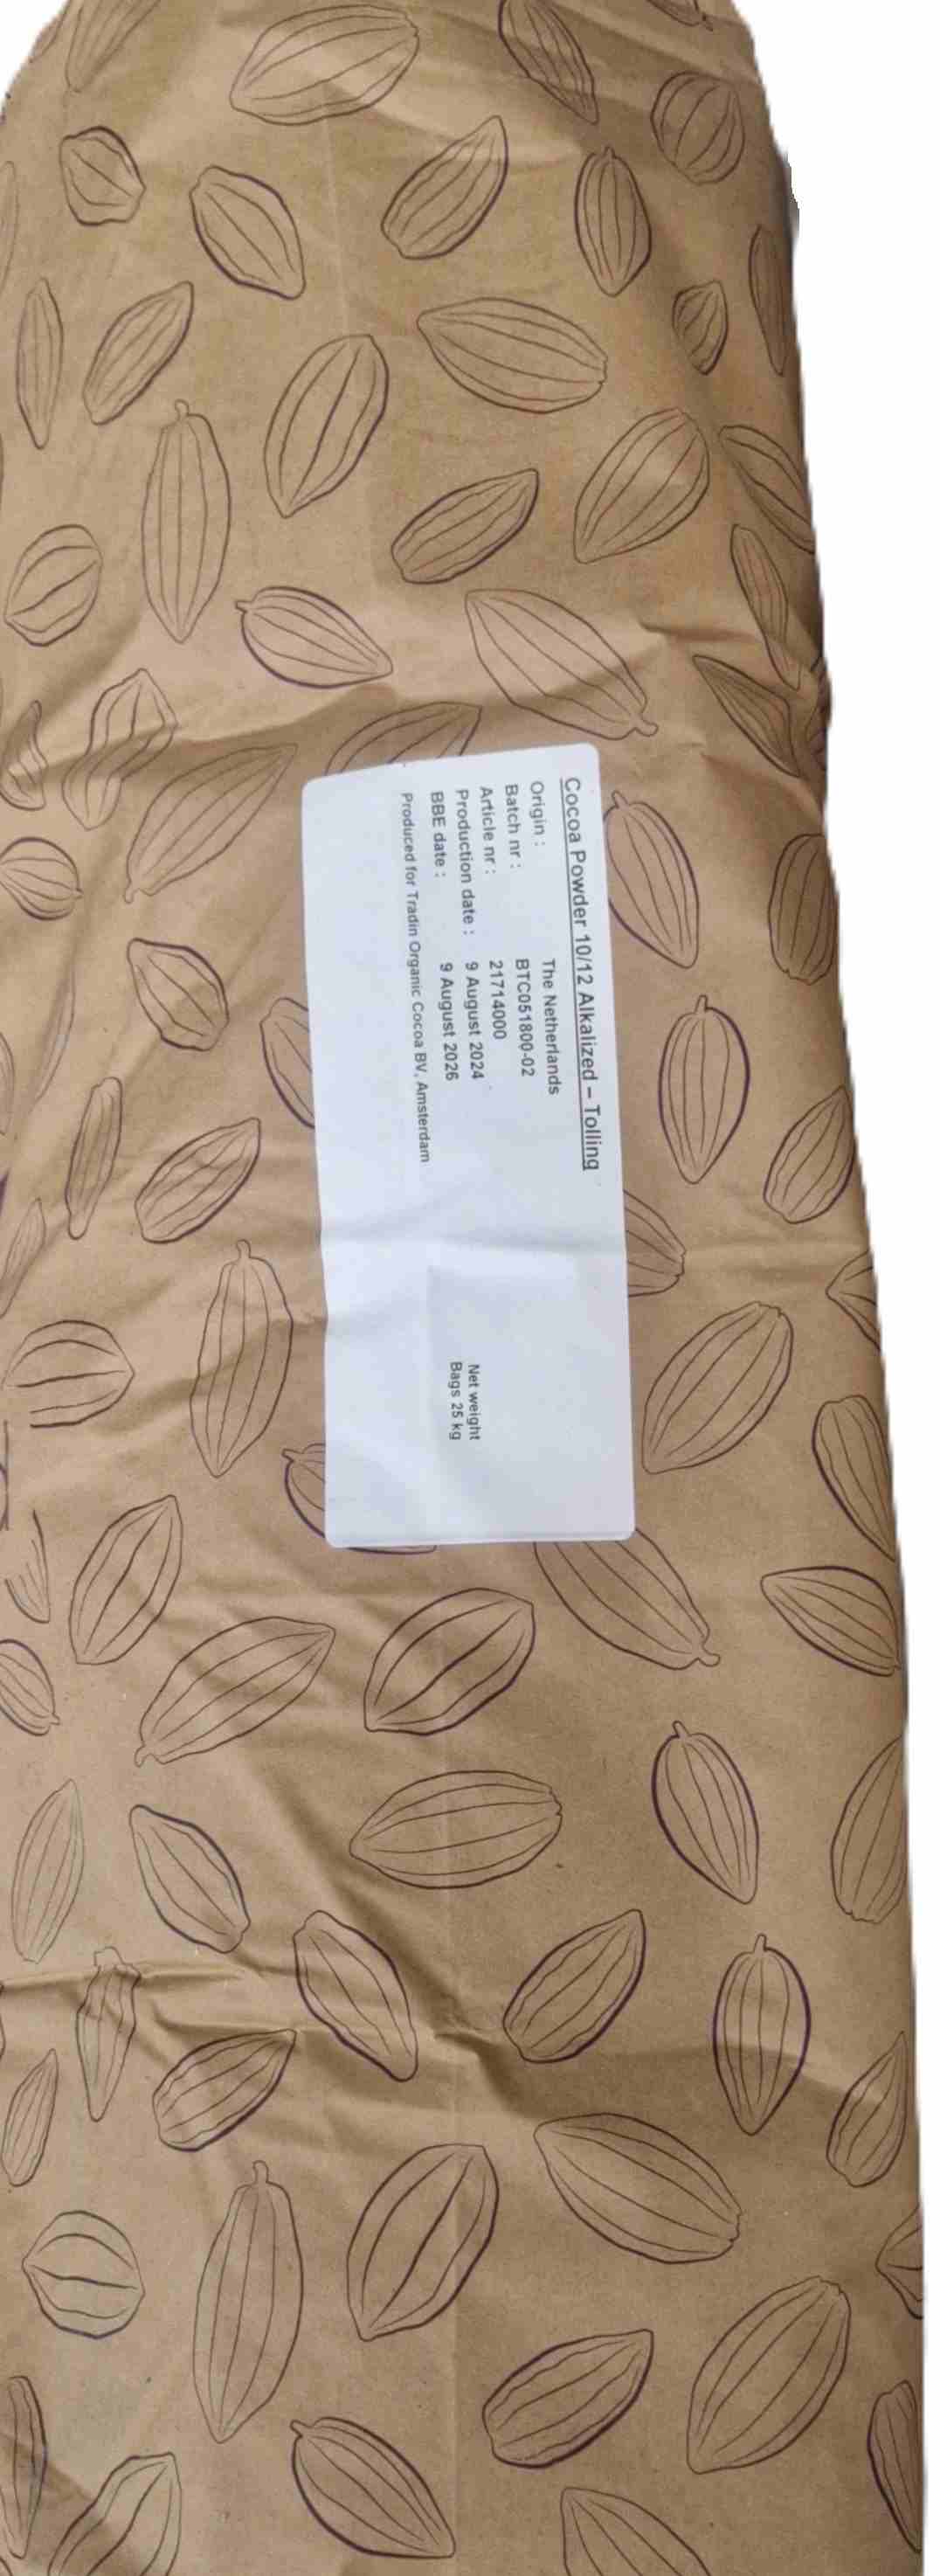 Cocoa Powder 10/12 Alkalized – Tolling
Origin : The Netherlands
Batch nr : BTC051800-02
Article nr : 21714000
Production date : 9 August 2024
BBE date : 9 August 2026
Produced for Tradin Organic Cocoa BV, Amsterdam
Net weight
Bags 25 kg